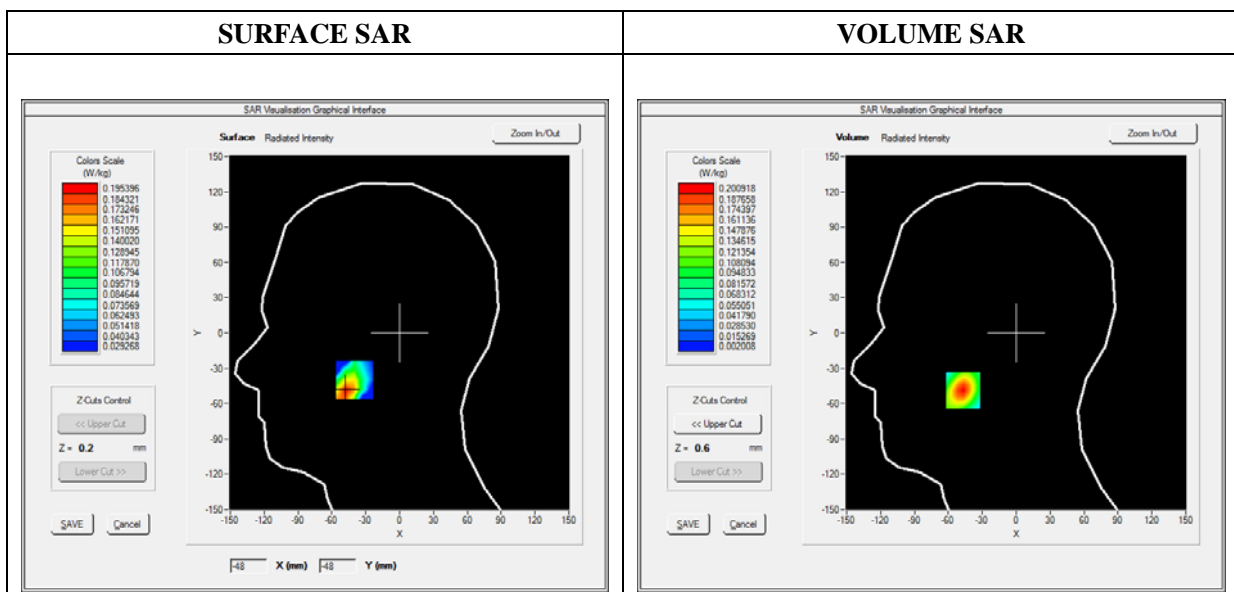 SURFACE SAR
VOLUME SAR
SAR Visualisation Graphical Interface
Surface Radiated Intensity
Zoom In/Out
Colors Scale
(W/kg)
0.195396
0.184321
0.173246
0.162171
0.151095
0.140020
0.128945
0.117870
0.106794
0.095719
0.084644
0.073569
0.062493
0.051418
0.040343
0.029268
150
120
90
60
30
0
-30
-60
-90
-120
-150
Y
-150 -120 -90 -60 -30 0 30 60 90 120 150
X
Z-Cuts Control
<< Upper Cut
Z = 0.2 mm
Lower Cut >>
SAVE Cancel
-48 X (mm) -48 Y (mm)
SAR Visualisation Graphical Interface
Volume Radiated Intensity
Zoom In/Out
Colors Scale
(W/kg)
0.200918
0.187658
0.174397
0.161136
0.147876
0.134615
0.121354
0.108094
0.094833
0.081572
0.068312
0.055051
0.041790
0.028530
0.015269
0.002008
150
120
90
60
30
0
-30
-60
-90
-120
-150
Y
-150 -120 -90 -60 -30 0 30 60 90 120 150
X
Z-Cuts Control
<< Upper Cut
Z = 0.6 mm
Lower Cut >>
SAVE Cancel